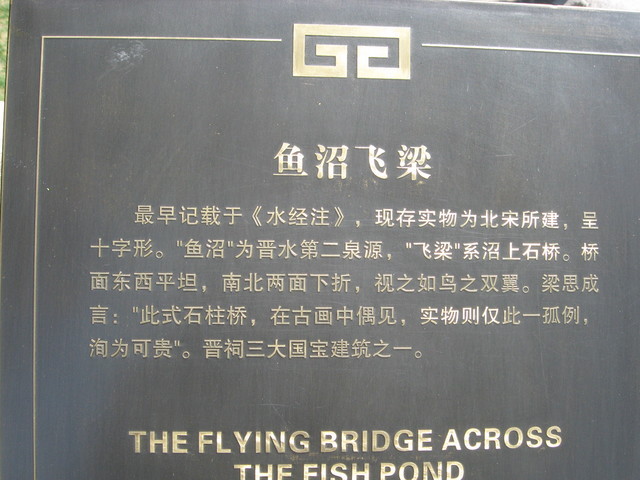 鱼沼飞梁
最早记载于《水经注》，现存实物为北宋所建，呈
十字形。"鱼沼"为晋水第二泉源，"飞梁"系沼上石桥。桥
面东西平坦，南北两面下折，视之如鸟之双翼。梁思成
言："此式石柱桥，在古画中偶见，实物则仅此一孤例，
洵为可贵"。晋祠三大国宝建筑之一。
THE FLYING BRIDGE ACROSS
THE FISH POND